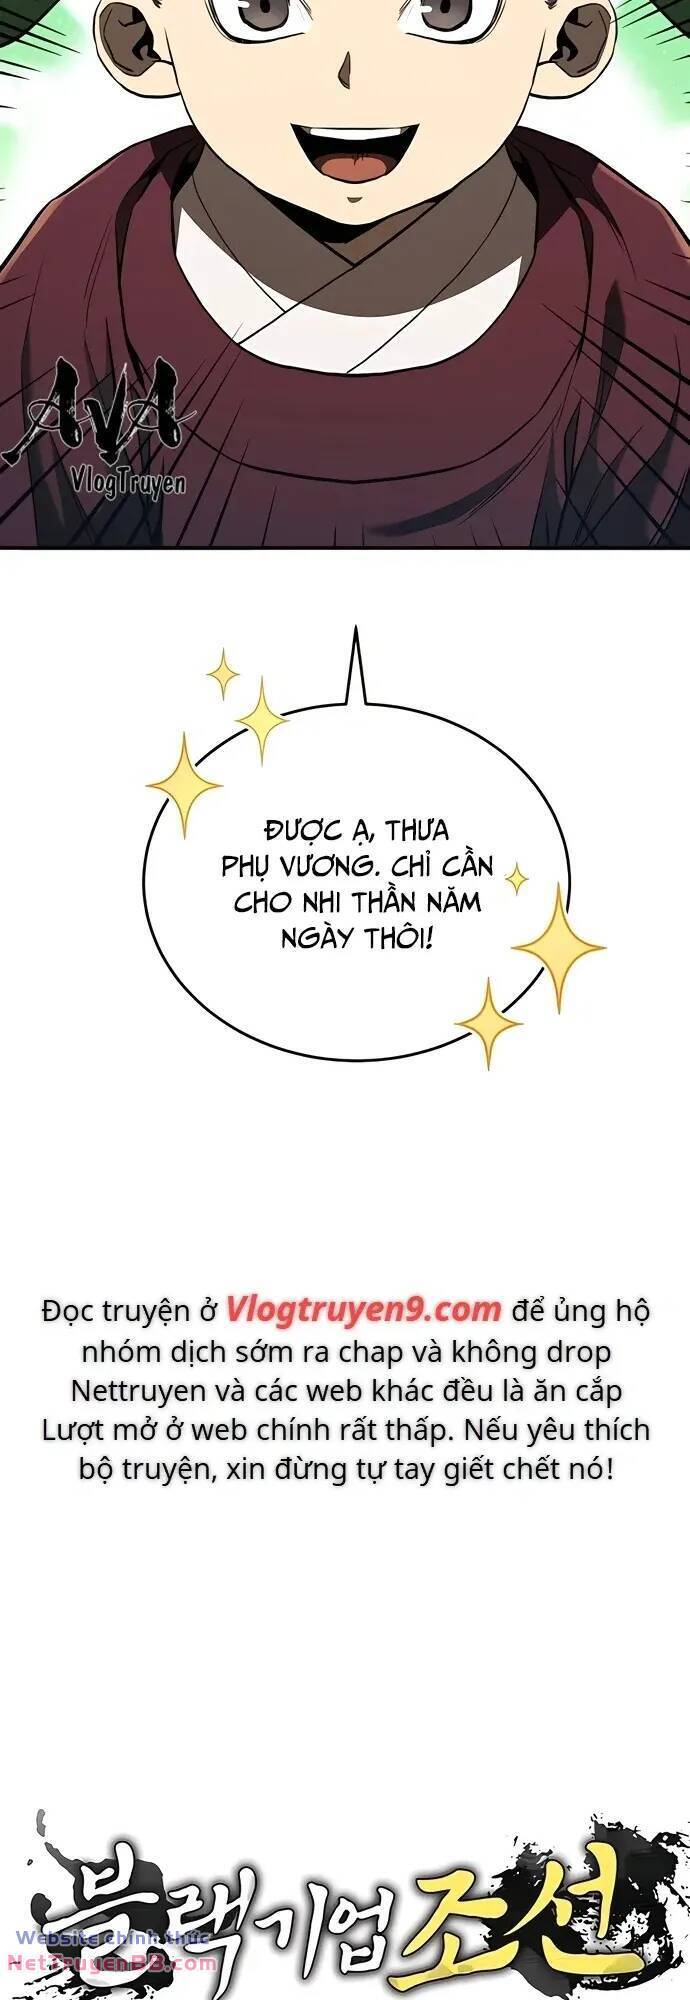 AVA
VlogTruyen
ĐƯỢC Ạ, THƯA
PHỤ VƯƠNG. CHỈ CẦN
CHO NHI THẦN NĂM
NGÀY THÔI!
Đọc truyện ở Vlogtruyen9.com để ủng hộ
nhóm dịch sớm ra chap và không drop
Nettruyen và các web khác đều là ăn cắp
Lượt mở ở web chính rất thấp. Nếu yêu thích
bộ truyện, xin đừng tự tay giết chết nó!
블랙기업조선
Website chính thức
NetTruyenBB.com